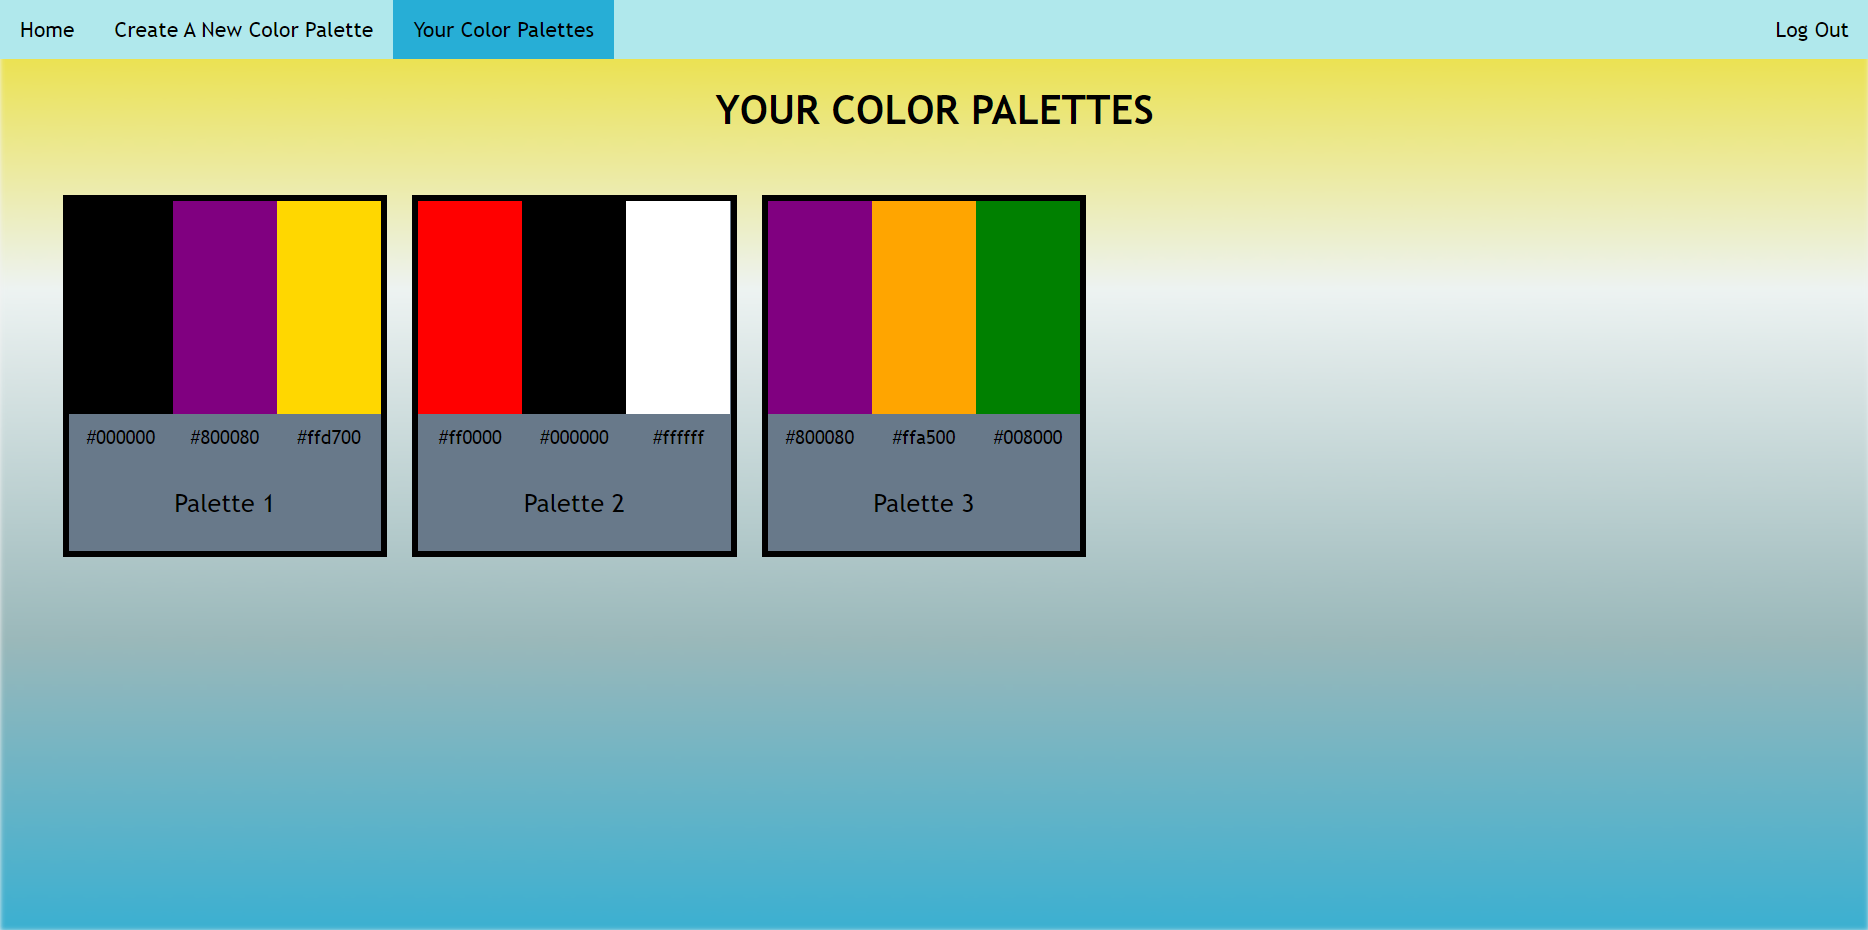 Home Create A New Color Palette Your Color Palettes Log Out
YOUR COLOR PALETTES
#000000 #800080 #ffd700
Palette 1
#ff0000 #000000 #ffffff
Palette 2
#800080 #ffa500 #008000
Palette 3